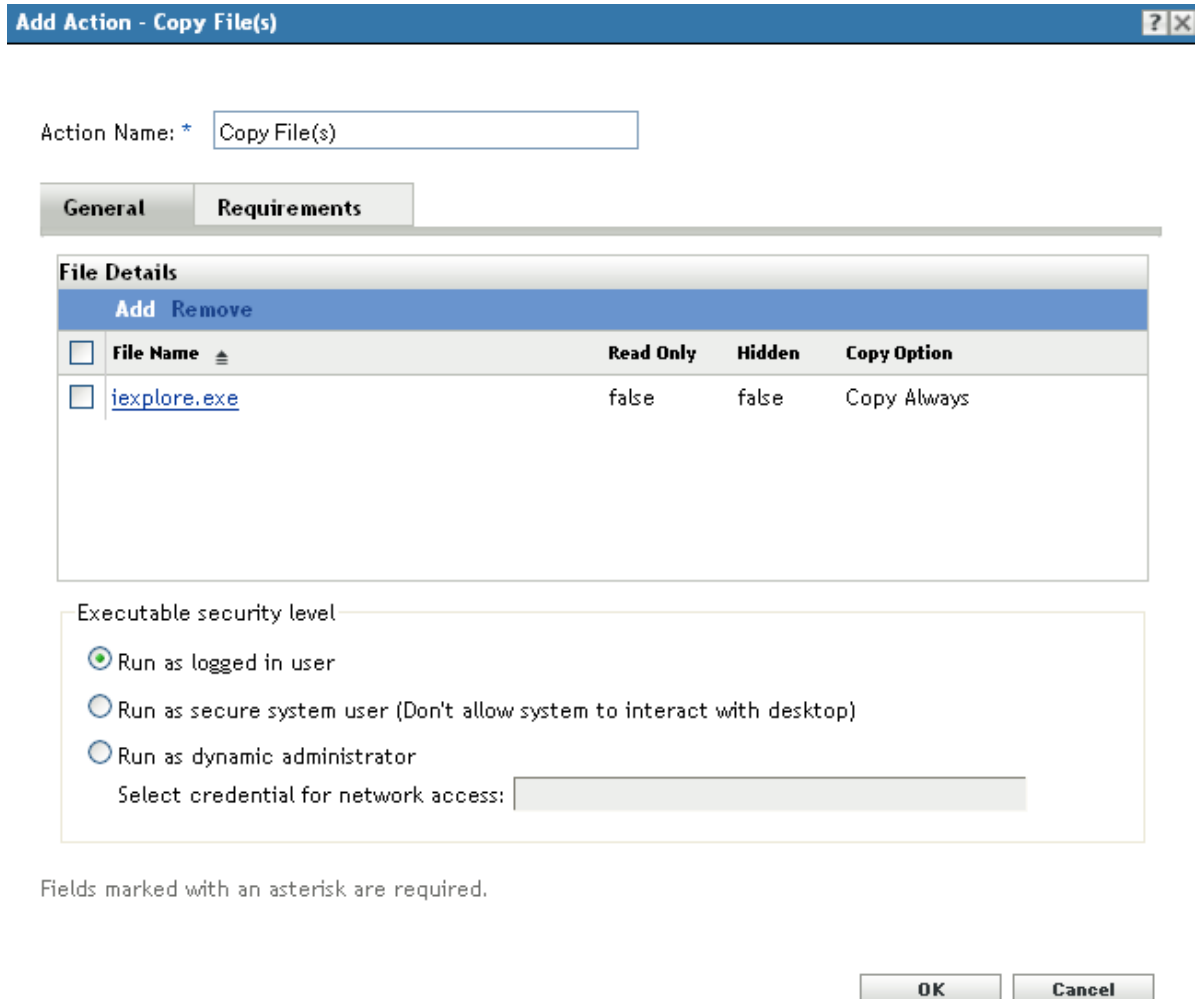 Add Action - Copy File(s)
Action Name: * Copy File(s)
General Requirements
File Details
Add Remove
File Name Read Only Hidden Copy Option
iexplore.exe false false Copy Always
Executable security level
Run as logged in user
Run as secure system user (Don't allow system to interact with desktop)
Run as dynamic administrator
Select credential for network access:
Fields marked with an asterisk are required.
OK Cancel